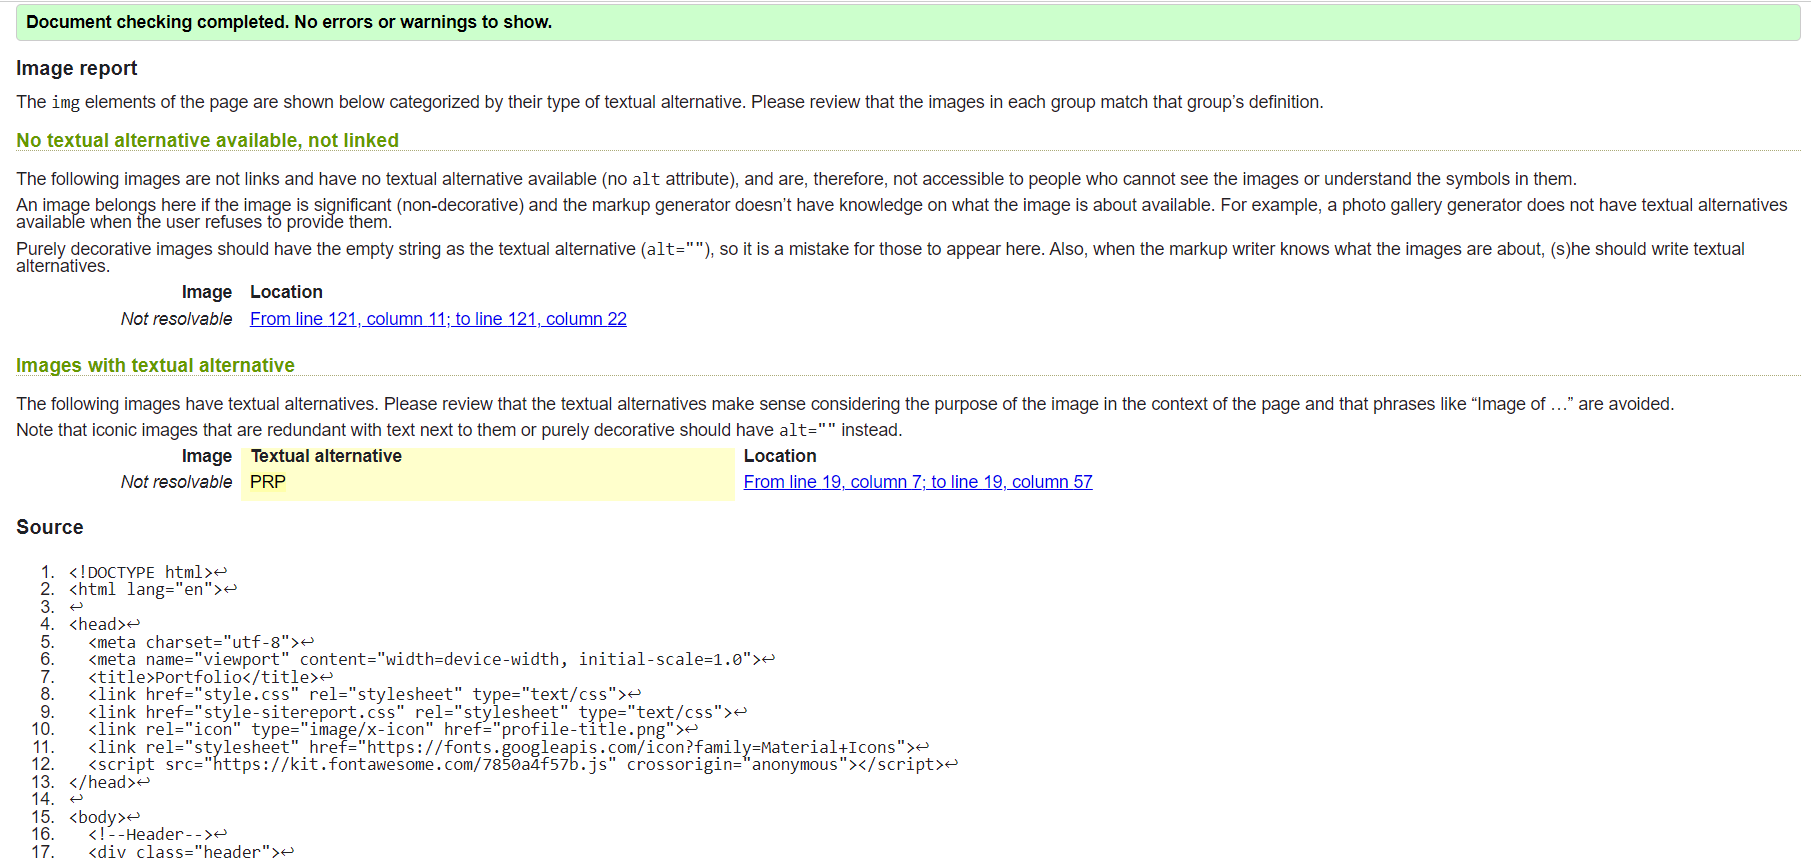 Document checking completed. No errors or warnings to show.
Image report
The img elements of the page are shown below categorized by their type of textual alternative. Please review that the images in each group match that group’s definition.
No textual alternative available, not linked
The following images are not links and have no textual alternative available (no alt attribute), and are, therefore, not accessible to people who cannot see the images or understand the symbols in them.
An image belongs here if the image is significant (non-decorative) and the markup generator doesn’t have knowledge on what the image is about available. For example, a photo gallery generator does not have textual alternatives
available when the user refuses to provide them.
Purely decorative images should have the empty string as the textual alternative (alt=""), so it is a mistake for those to appear here. Also, when the markup writer knows what the images are about, (s)he should write textual
alternatives.
Image Location
Not resolvable From line 121, column 11; to line 121, column 22
Images with textual alternative
The following images have textual alternatives. Please review that the textual alternatives make sense considering the purpose of the image in the context of the page and that phrases like “Image of …” are avoided.
Note that iconic images that are redundant with text next to them or purely decorative should have alt="" instead.
Image Textual alternative Location
Not resolvable PRP From line 19, column 7; to line 19, column 57
Source
1. <!DOCTYPE html>↩
2. <html lang="en">↩
3. ↩
4. <head>↩
5. <meta charset="utf-8">↩
6. <meta name="viewport" content="width=device-width, initial-scale=1.0">↩
7. <title>Portfolio</title>↩
8. <link href="style.css" rel="stylesheet" type="text/css">↩
9. <link href="style-sitereport.css" rel="stylesheet" type="text/css">↩
10. <link rel="icon" type="image/x-icon" href="profile-title.png">↩
11. <link rel="stylesheet" href="https://fonts.googleapis.com/icon?family=Material+Icons">↩
12. <script src="https://kit.fontawesome.com/7850a4f57b.js" crossorigin="anonymous"></script>↩
13. </head>↩
14. ↩
15. <body>↩
16. <!--Header-->↩
17. <div class="header">↩